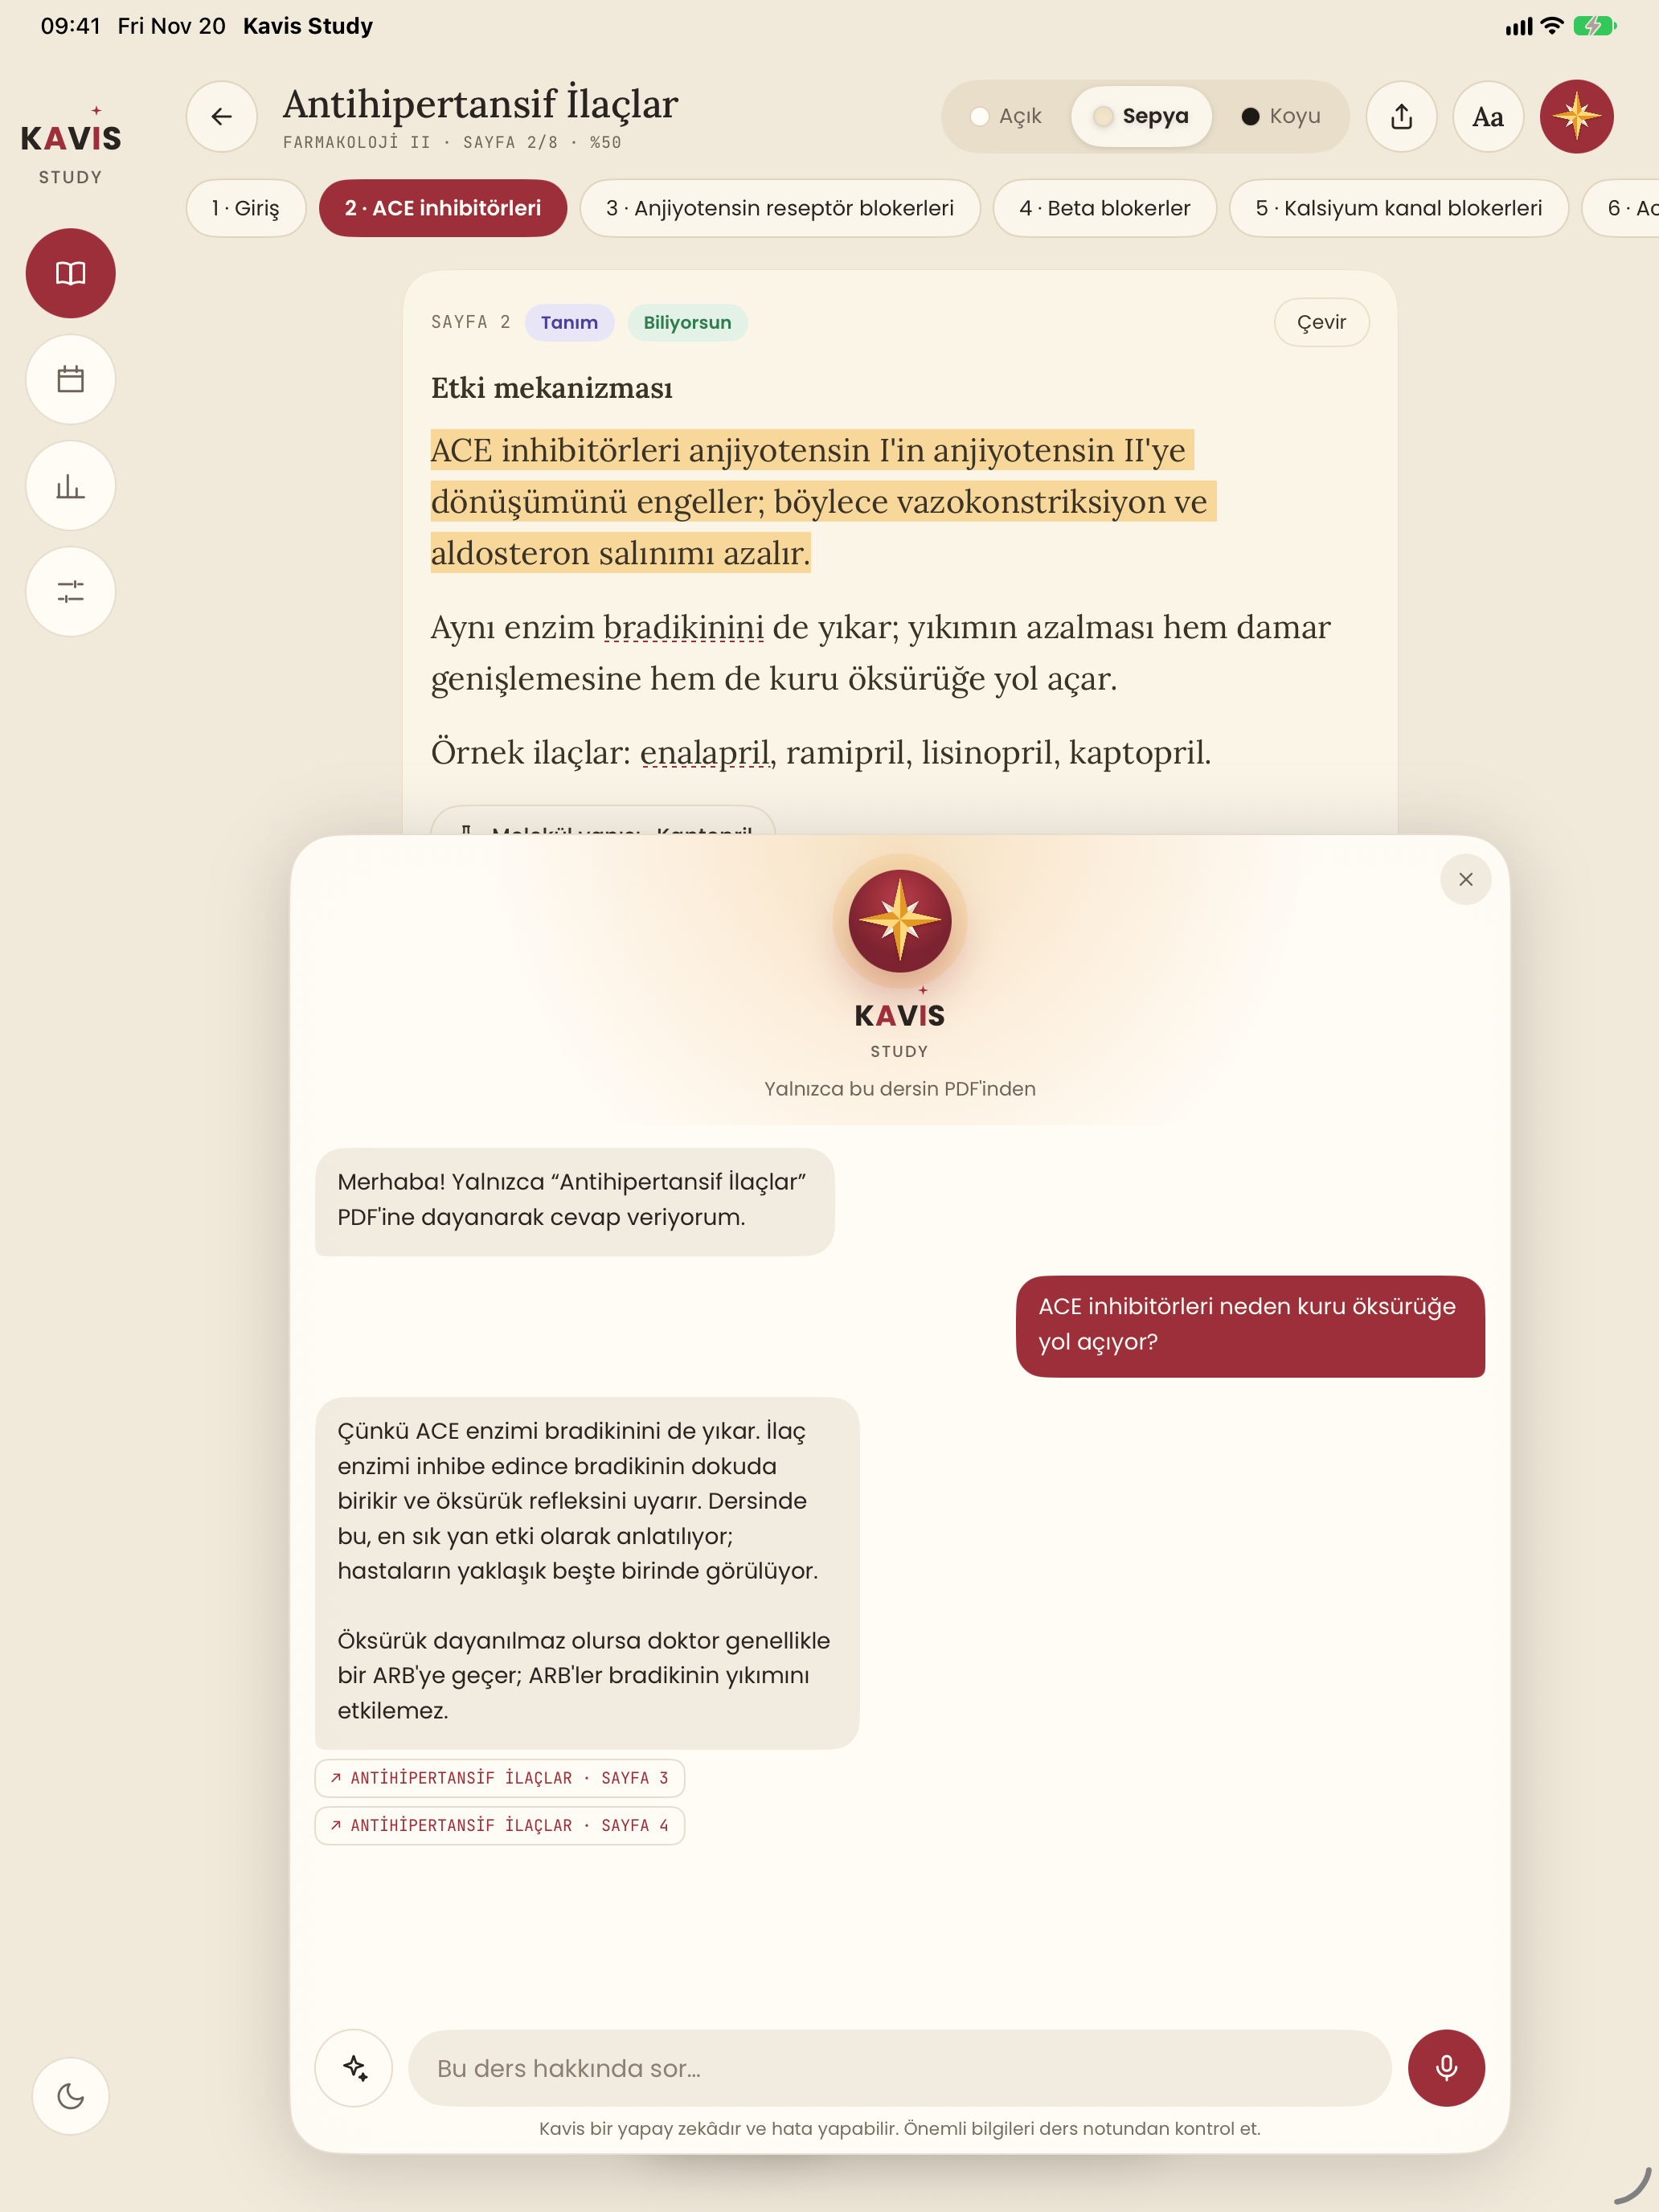 09:41 Fri Nov 20 Kavis Study
KAVIS
STUDY
Antihipertansif İlaçlar
FARMAKOLOJİ II · SAYFA 2/8 · %50
Açık
Sepya
Koyu
Aa
1 · Giriş
2 · ACE inhibitörleri
3 · Anjiyotensin reseptör blokerleri
4 · Beta blokerler
5 · Kalsiyum kanal blokerleri
6 ·
SAYFA 2
Tanım
Biliyorsun
Çevir
Etki mekanizması
ACE inhibitörleri anjiyotensin I'in anjiyotensin II'ye
dönüşümünü engeller; böylece vazokonstriksiyon ve
aldosteron salınımı azalır.
Aynı enzim bradikinini de yıkar; yıkımın azalması hem damar
genişlemesine hem de kuru öksürüğe yol açar.
Örnek ilaçlar: enalapril, ramipril, lisinopril, kaptopril.
Molekül yapısı · Kaptopril
KAVIS
STUDY
Yalnızca bu dersin PDF'inden
Merhaba! Yalnızca “Antihipertansif İlaçlar”
PDF'ine dayanarak cevap veriyorum.
ACE inhibitörleri neden kuru öksürüğe
yol açıyor?
Çünkü ACE enzimi bradikinini de yıkar. İlaç
enzimi inhibe edince bradikinin dokuda
birikir ve öksürük refleksini uyarır. Dersinde
bu, en sık yan etki olarak anlatılıyor;
hastaların yaklaşık beşte birinde görülüyor.
Öksürük dayanılmaz olursa doktor genellikle
bir ARB'ye geçer; ARB'ler bradikinin yıkımını
etkilemez.
↗ ANTİHİPERTANSİF İLAÇLAR · SAYFA 3
↗ ANTİHİPERTANSİF İLAÇLAR · SAYFA 4
Bu ders hakkında sor...
Kavis bir yapay zekâdır ve hata yapabilir. Önemli bilgileri ders notundan kontrol et.